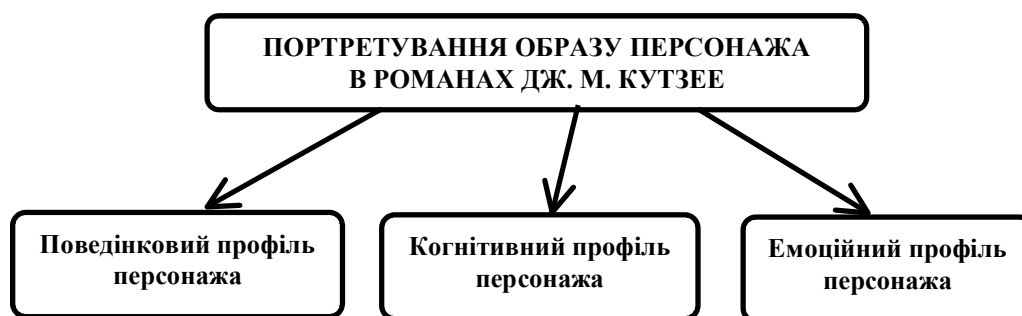 ПОРТРЕТУВАННЯ ОБРАЗУ ПЕРСОНАЖА
В РОМАНАХ ДЖ. М. КУТЗЕЕ
Поведінковий профіль
персонажа
Когнітивний профіль
персонажа
Емоційний профіль
персонажа